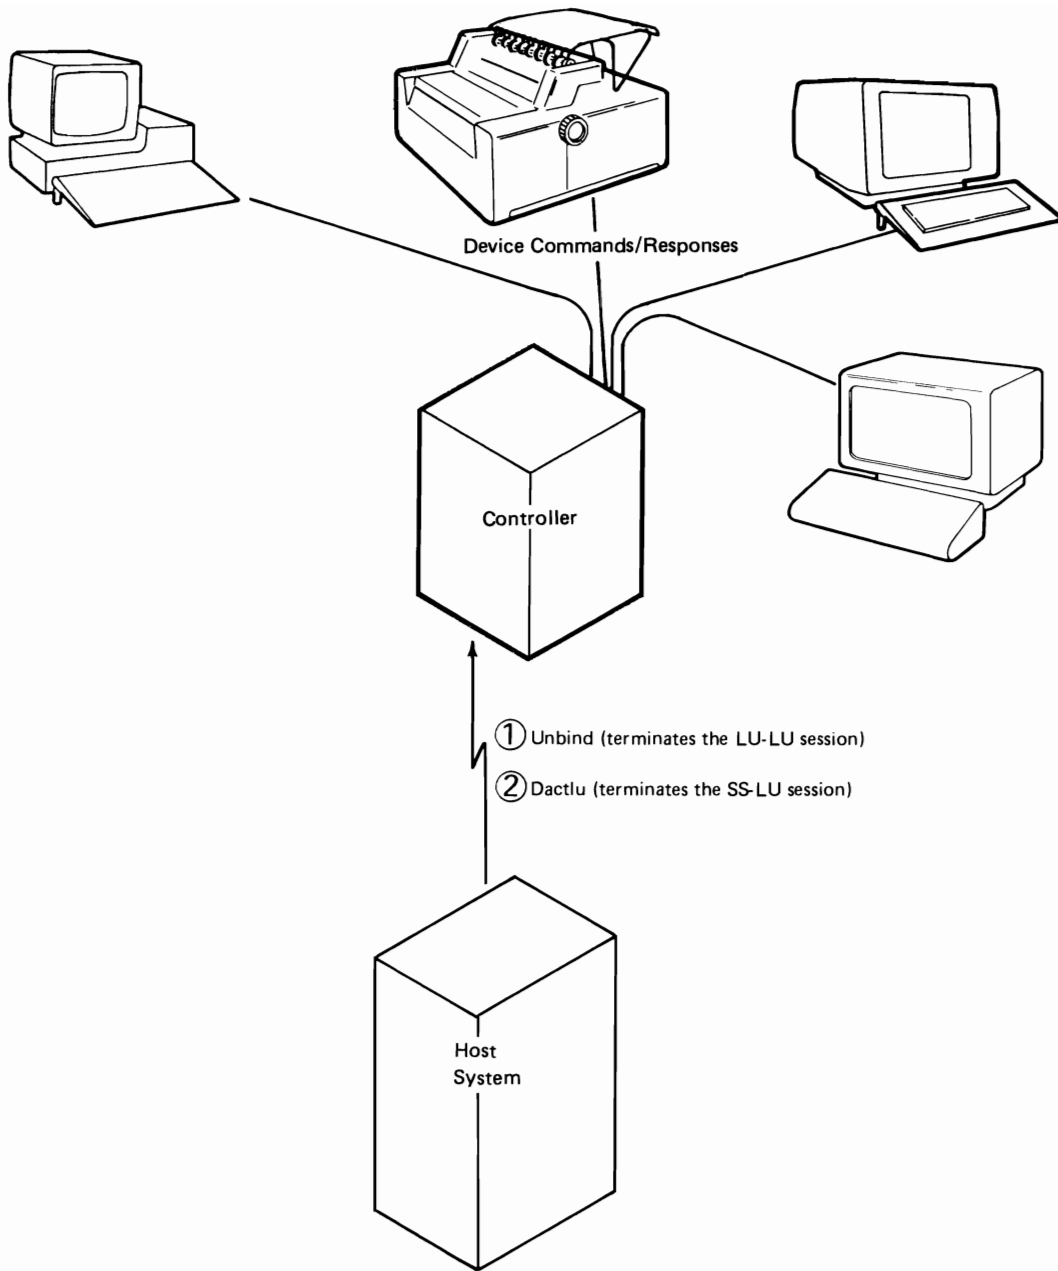 Device Commands/Responses
Controller
1 Unbind (terminates the LU-LU session)
2 Dactlu (terminates the SS-LU session)
Host
System